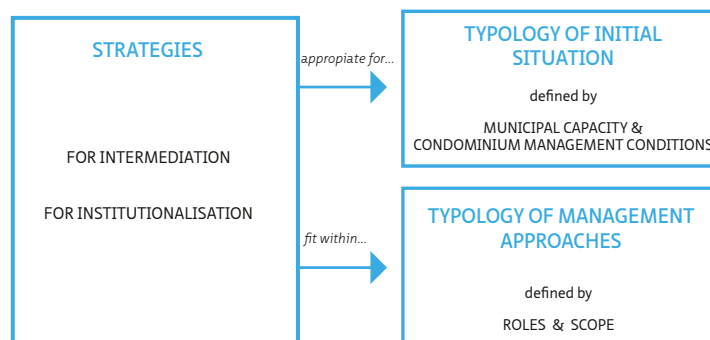 STRATEGIES
FOR INTERMEDIATION
FOR INSTITUTIONALISATION
appropiate for...
fit within...
TYPOLOGY OF INITIAL
SITUATION
defined by
MUNICIPAL CAPACITY &
CONDOMINIUM MANAGEMENT CONDITIONS
TYPOLOGY OF MANAGEMENT
APPROACHES
defined by
ROLES & SCOPE